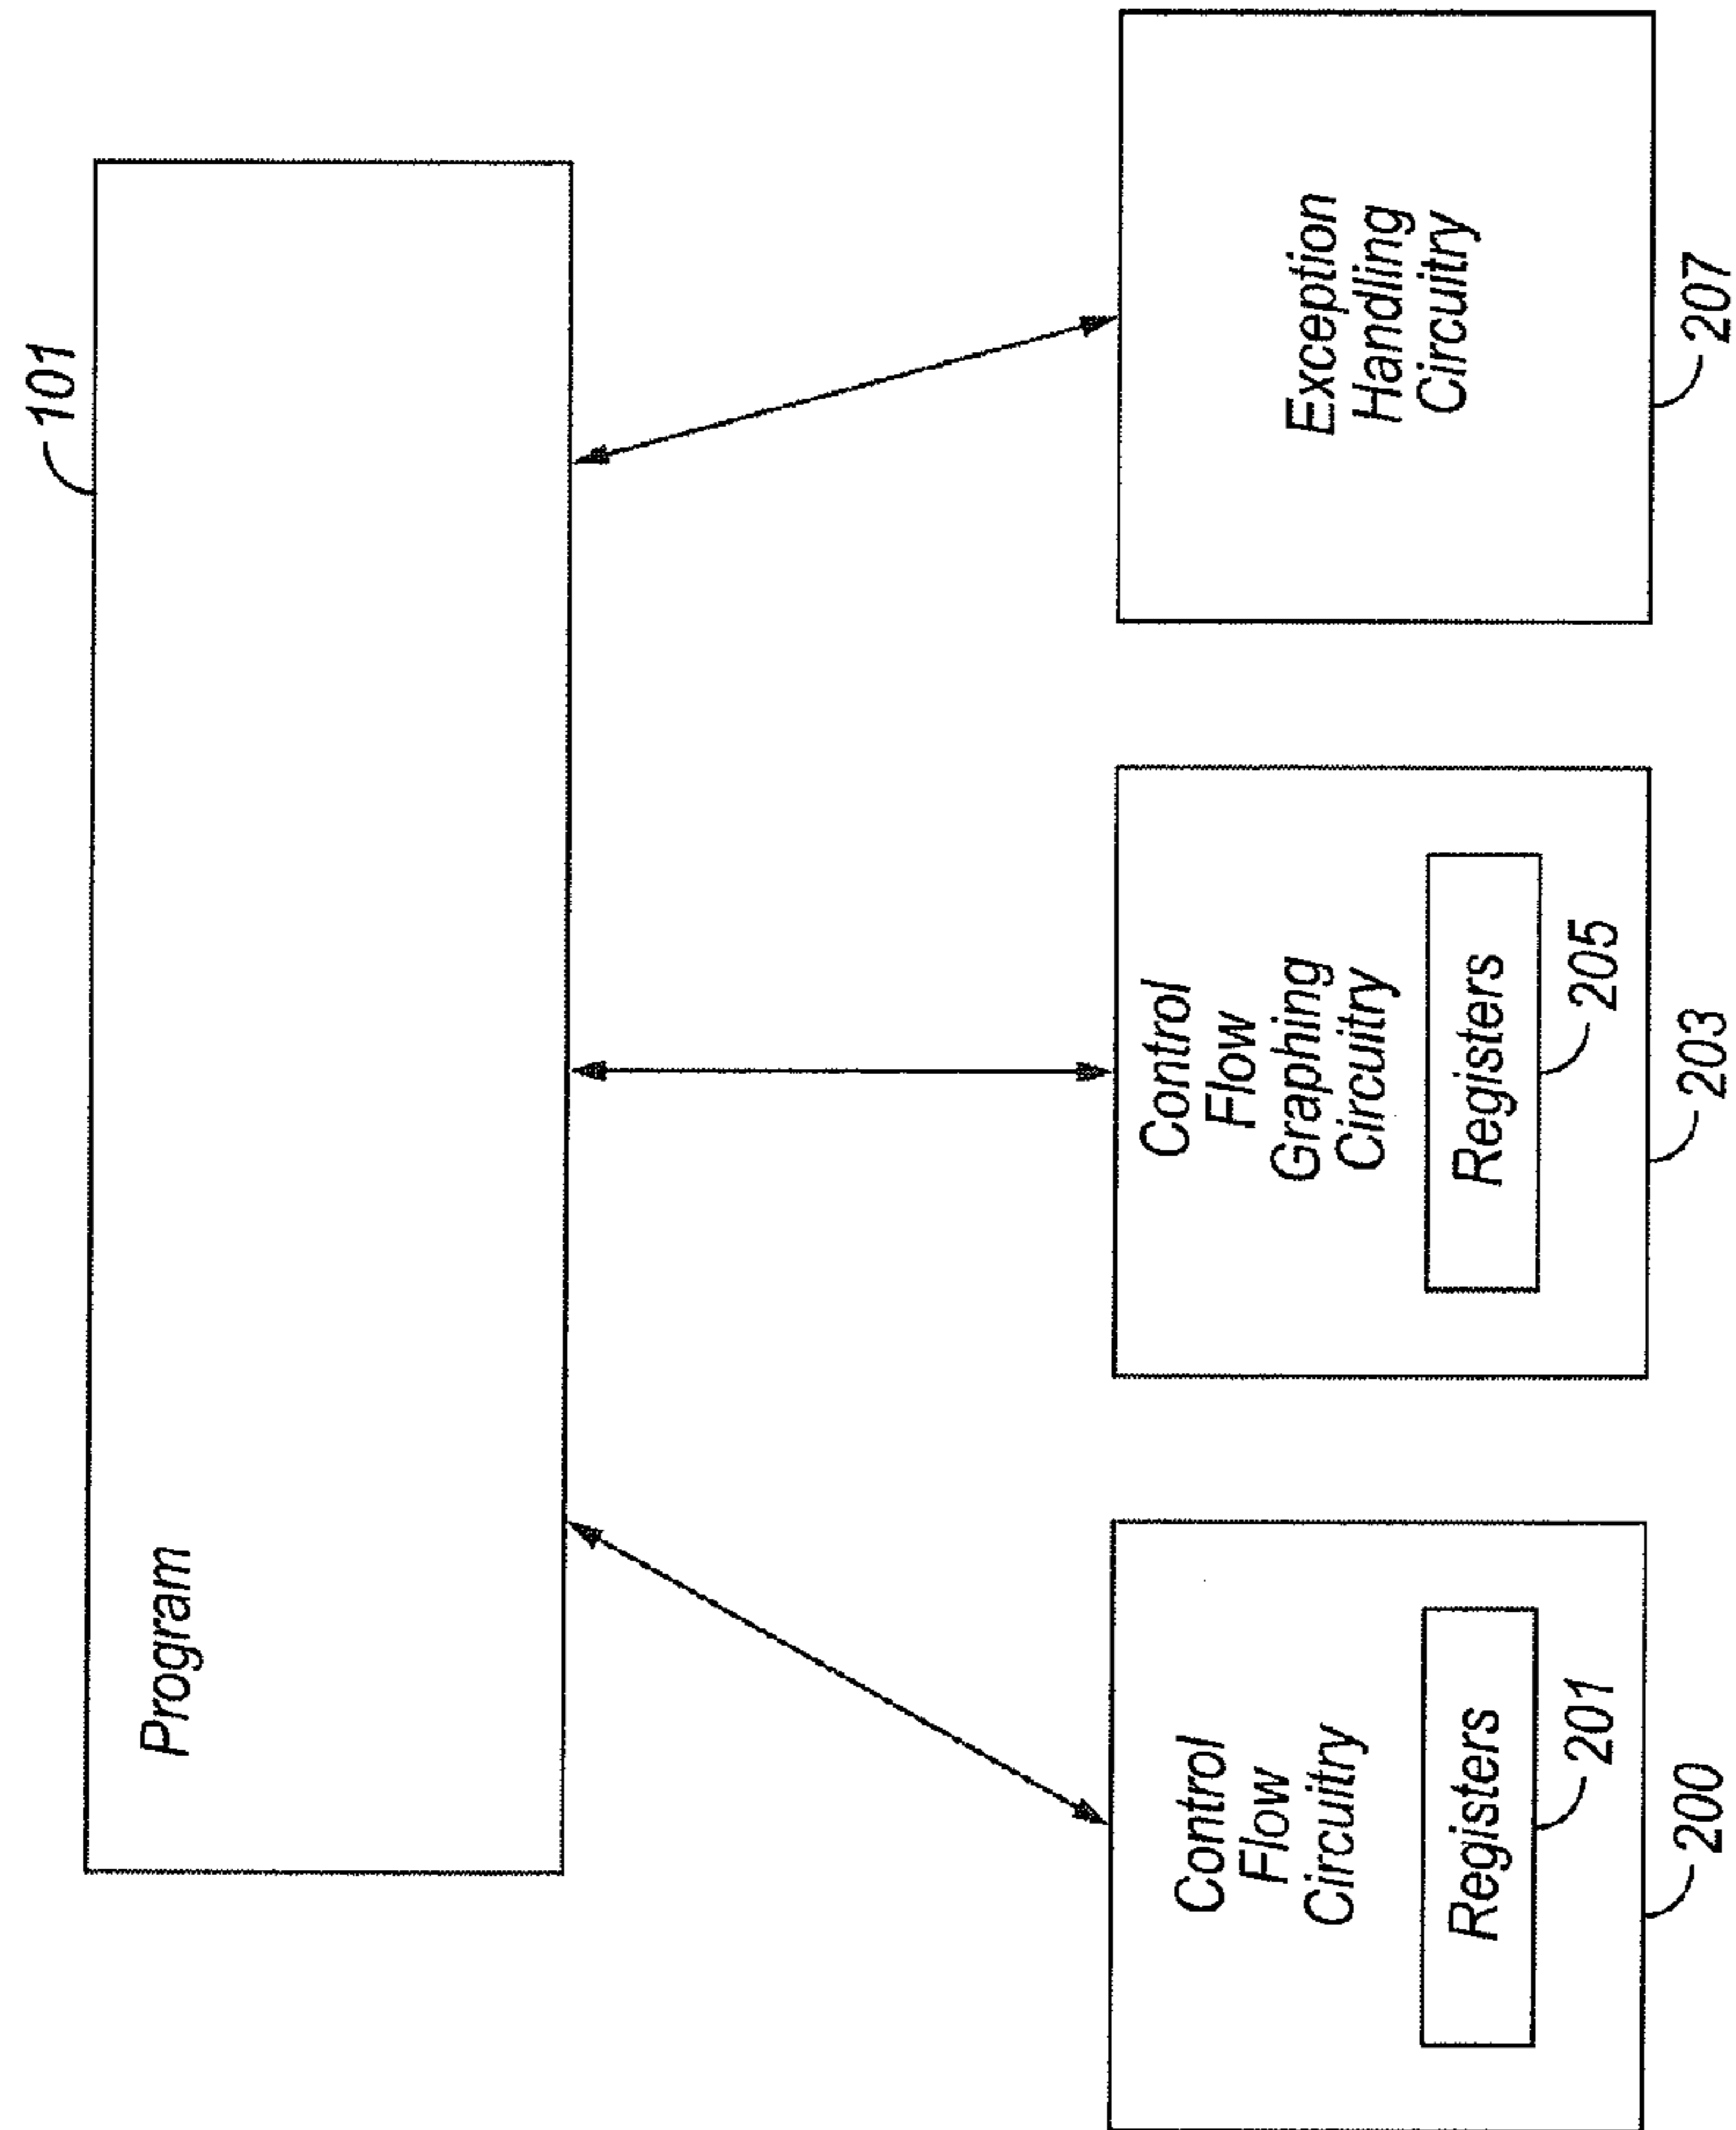 101
Program
Control
Flow
Circuitry
Registers
201
200
Control
Flow
Graphing
Circuitry
Registers
205
203
Exception
Handling
Circuitry
207